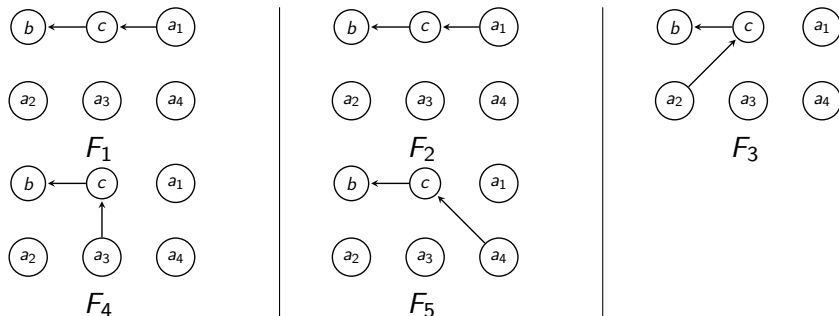 b c a1 b c a1 b c a1
a2 a3 a4 a2 a3 a4 a2 a3 a4
F1 F2 F3
b c a1 b c a1
a2 a3 a4 a2 a3 a4
F4 F5